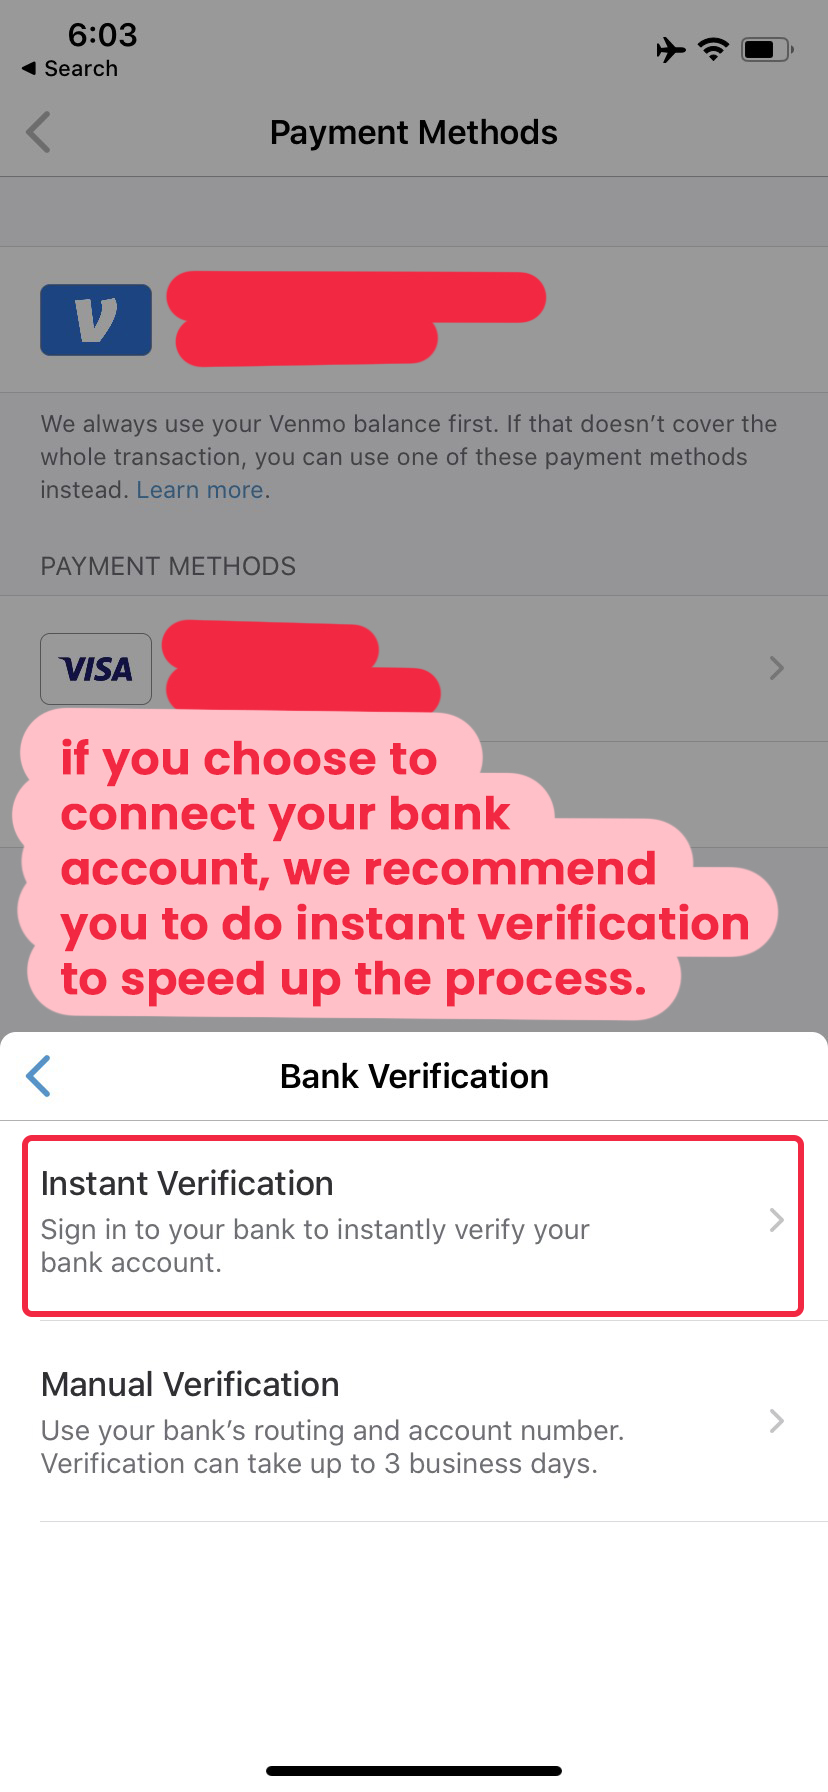 6:03
◀ Search
Payment Methods
V
We always use your Venmo balance first. If that doesn’t cover the
whole transaction, you can use one of these payment methods
instead. Learn more.
PAYMENT METHODS
VISA
if you choose to
connect your bank
account, we recommend
you to do instant verification
to speed up the process.
Bank Verification
Instant Verification
Sign in to your bank to instantly verify your
bank account.
Manual Verification
Use your bank’s routing and account number.
Verification can take up to 3 business days.